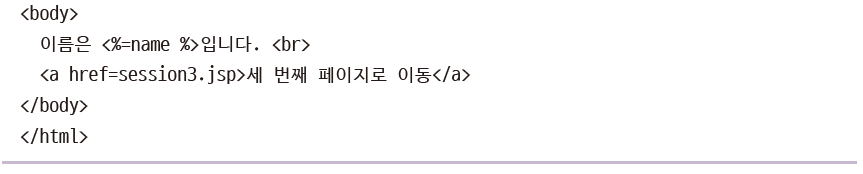 <body>
이름은 <%=name %>입니다. <br>
<a href=session3.jsp>세 번째 페이지로 이동</a>
</body>
</html>